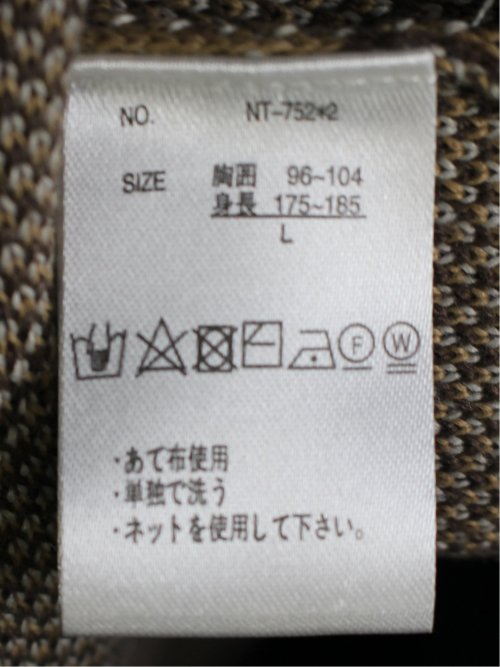 NO. NT-752*2
SIZE 胸囲 96~104
身長 175~185
L
F W
・あて布使用
・単独で洗う
・ネットを使用して下さい。